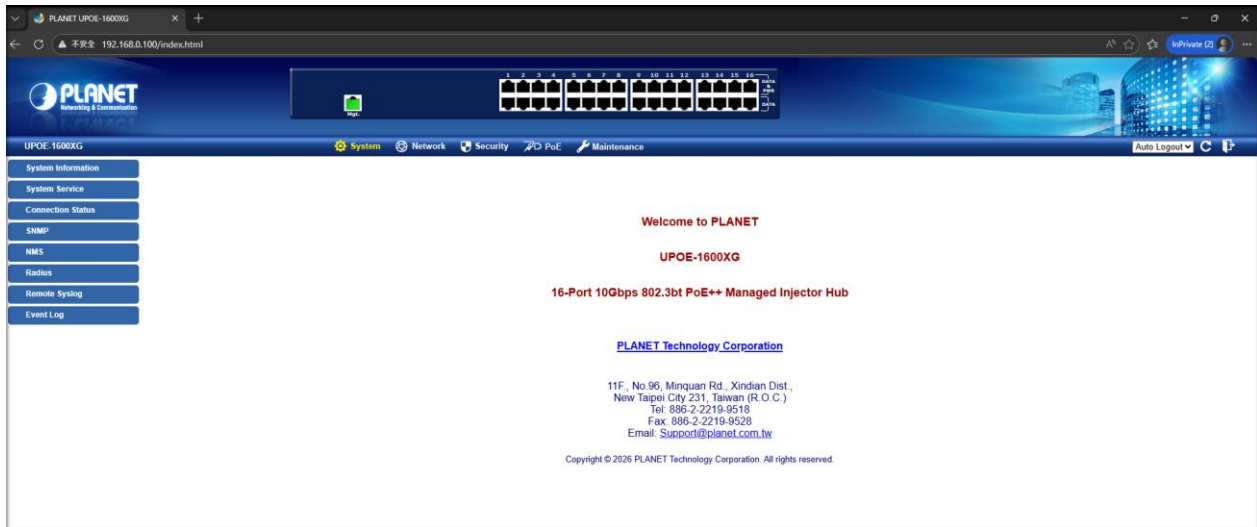 PLANET UPOE-1600XG
不安全 192.168.0.100/index.html
InPrivate (2)
PLANET
Networking & Communication
1 2 3 4 5 6 7 8 9 10 11 12 13 14 15 16
DATA
&
PWR
DATA
Mgt.
UPOE-1600XG
System Network Security PoE Maintenance
Auto Logout
System Information
System Service
Connection Status
SNMP
NMS
Radius
Remote Syslog
Event Log
Welcome to PLANET
UPOE-1600XG
16-Port 10Gbps 802.3bt PoE++ Managed Injector Hub
PLANET Technology Corporation
11F., No.96, Minquan Rd., Xindian Dist.,
New Taipei City 231, Taiwan (R.O.C.)
Tel: 886-2-2219-9518
Fax: 886-2-2219-9528
Email: Support@planet.com.tw
Copyright © 2026 PLANET Technology Corporation. All rights reserved.